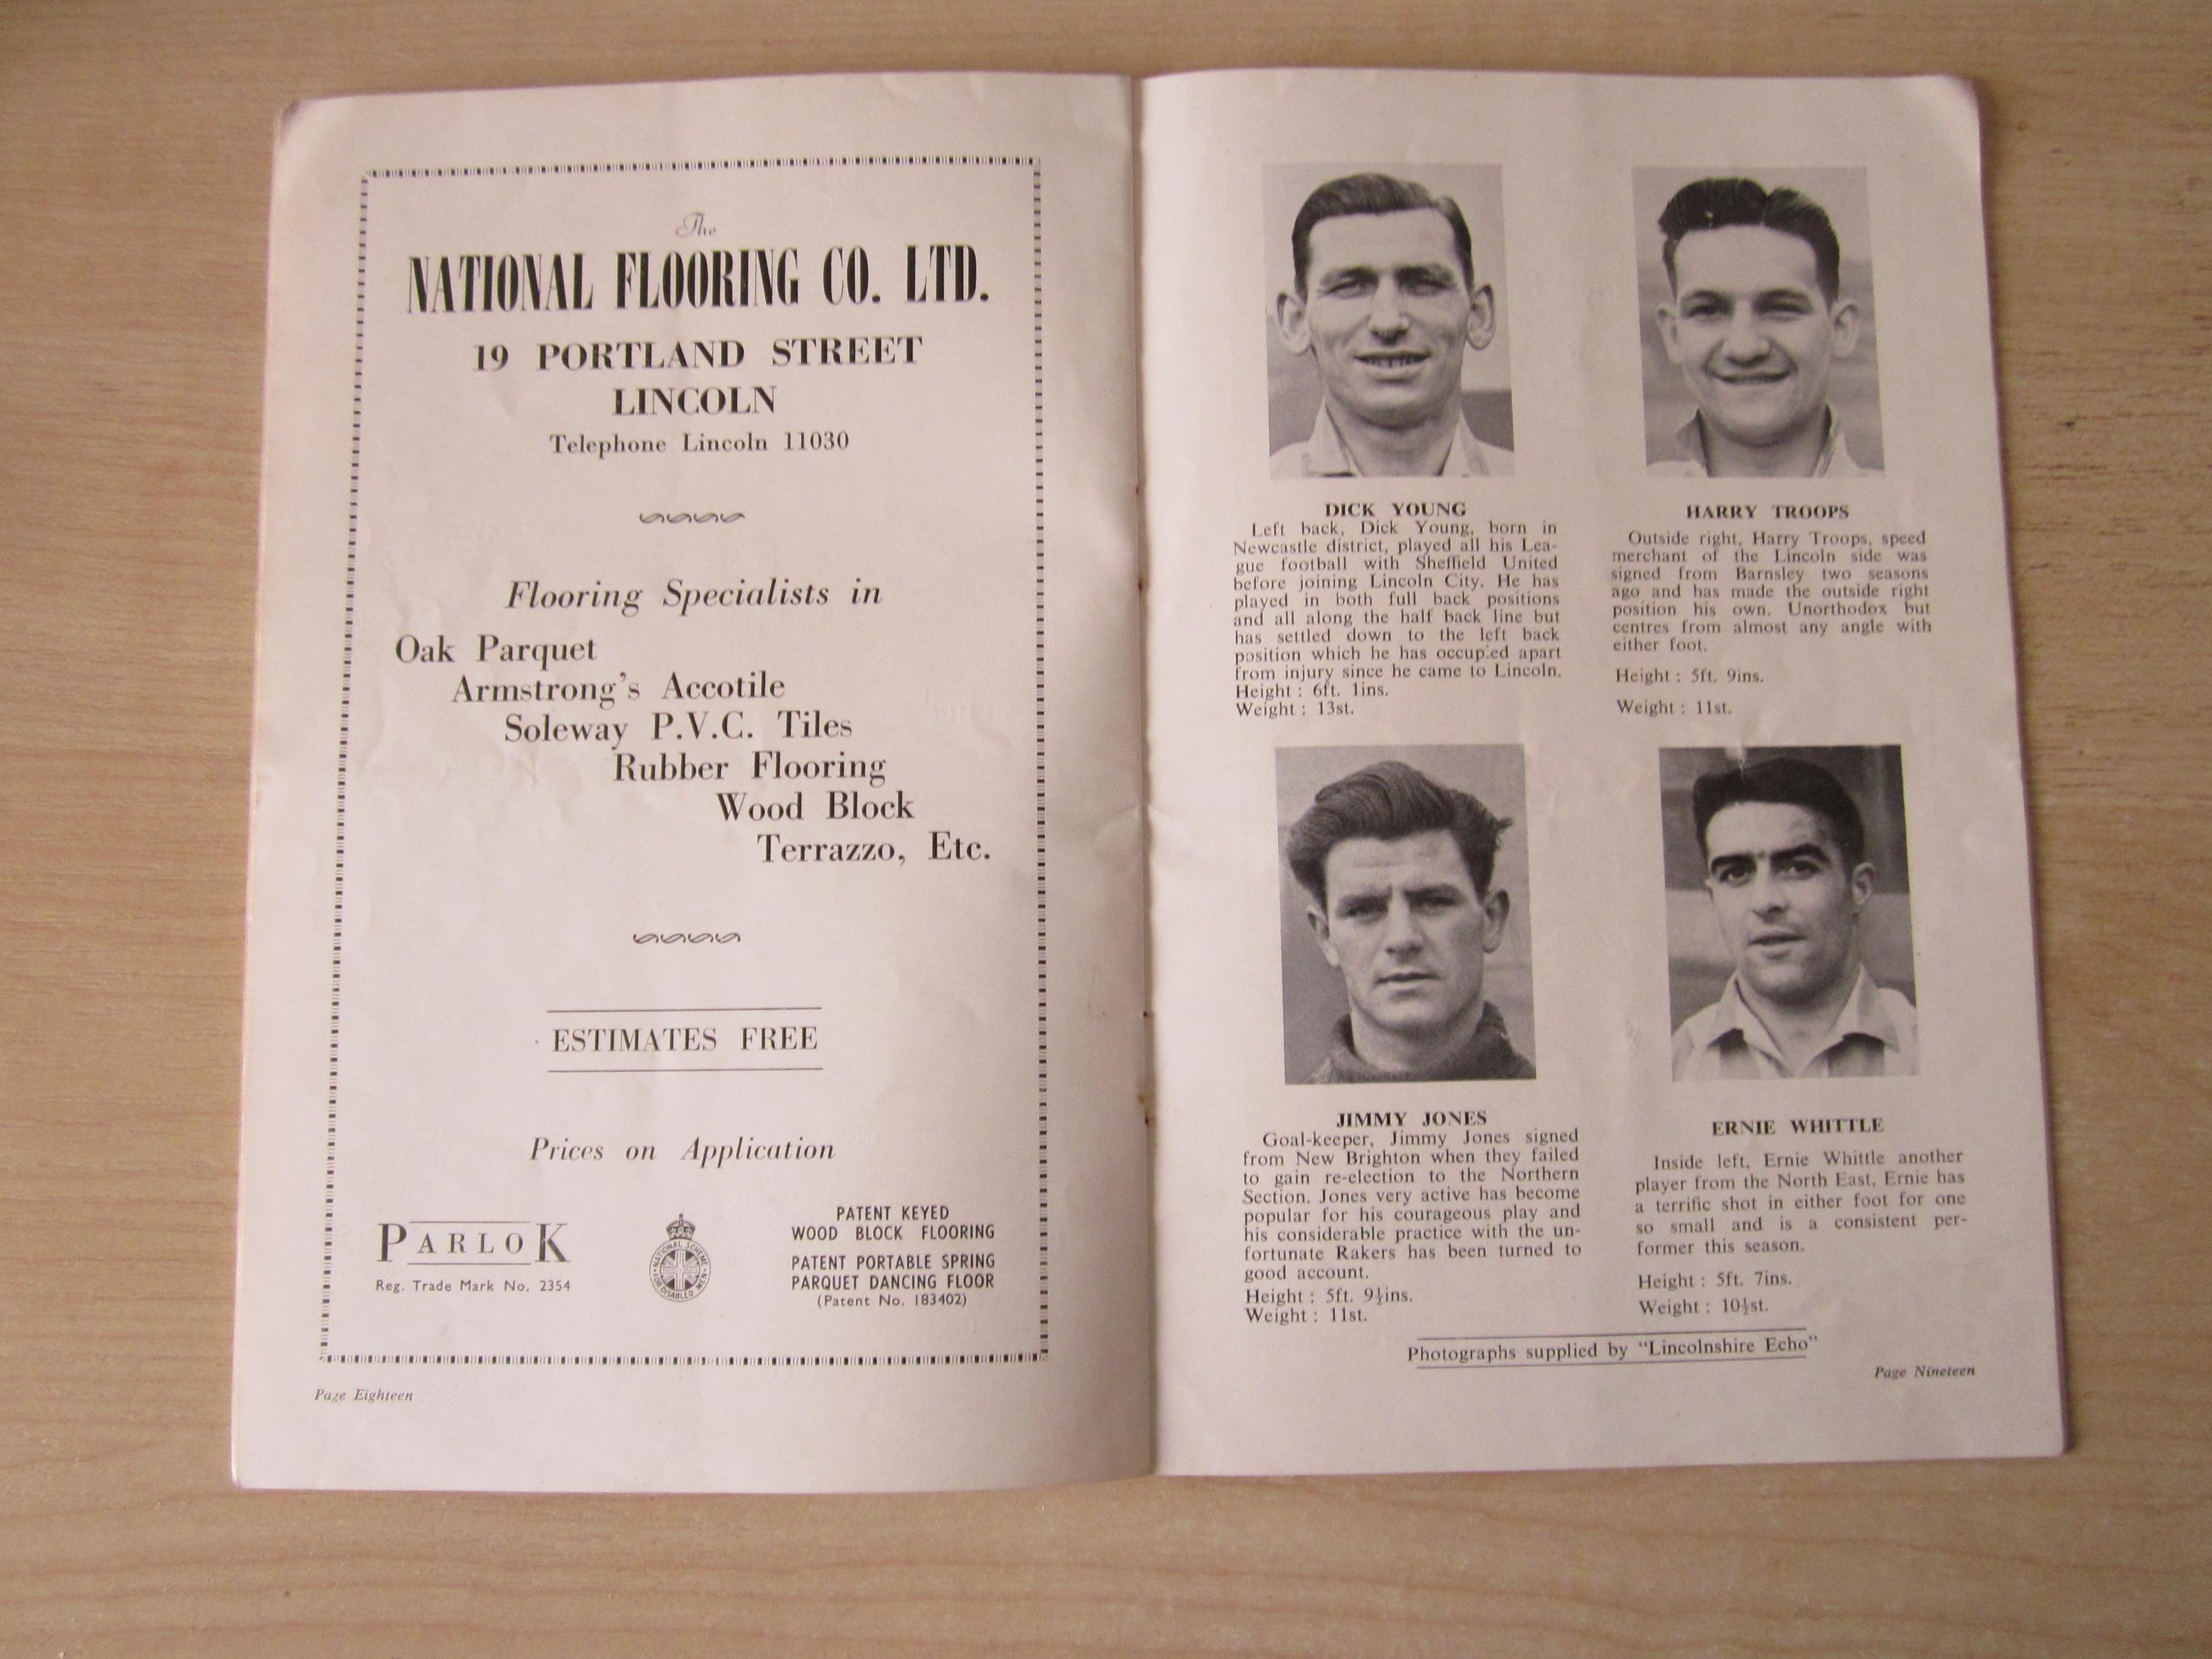 The
NATIONAL FLOORING CO. LTD.
19 PORTLAND STREET
LINCOLN
Telephone Lincoln 11030
Flooring Specialists in
Oak Parquet
Armstrong's Accotile
Soleway P.V.C. Tiles
Rubber Flooring
Wood Block
Terrazzo, Etc.
ESTIMATES FREE
Prices on Application
PARLOK
Reg. Trade Mark No. 2354
NATIONAL SCHEME
FOR DISABLED MEN
PATENT KEYED
WOOD BLOCK FLOORING
PATENT PORTABLE SPRING
PARQUET DANCING FLOOR
(Patent No. 183402)
Page Eighteen
DICK YOUNG
Left back, Dick Young, born in
Newcastle district, played all his Lea-
gue football with Sheffield United
before joining Lincoln City. He has
played in both full back positions
and all along the half back line but
has settled down to the left back
position which he has occupied apart
from injury since he came to Lincoln.
Height : 6ft. 1ins.
Weight : 13st.
HARRY TROOPS
Outside right, Harry Troops, speed
merchant of the Lincoln side was
signed from Barnsley two seasons
ago and has made the outside right
position his own. Unorthodox but
centres from almost any angle with
either foot.
Height : 5ft. 9ins.
Weight : 11st.
JIMMY JONES
Goal-keeper, Jimmy Jones signed
from New Brighton when they failed
to gain re-election to the Northern
Section. Jones very active has become
popular for his courageous play and
his considerable practice with the un-
fortunate Rakers has been turned to
good account.
Height : 5ft. 9½ins.
Weight : 11st.
ERNIE WHITTLE
Inside left, Ernie Whittle another
player from the North East, Ernie has
a terrific shot in either foot for one
so small and is a consistent per-
former this season.
Height : 5ft. 7ins.
Weight : 10½st.
Photographs supplied by "Lincolnshire Echo"
Page Nineteen